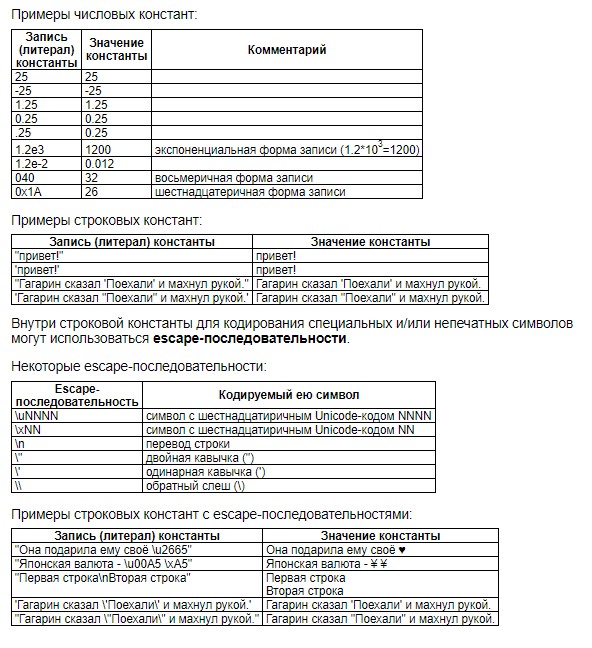 Примеры числовых констант:
Запись (литерал) константы Значение константы Комментарий
25 25
-25 -25
1.25 1.25
0.25 0.25
.25 0.25
1.2e3 1200 экспоненциальная форма записи (1.2*10³=1200)
1.2e-2 0.012
040 32 восьмеричная форма записи
0x1A 26 шестнадцатеричная форма записи
Примеры строковых констант:
Запись (литерал) константы Значение константы
"привет!" привет!
'привет!' привет!
"Гагарин сказал 'Поехали' и махнул рукой." Гагарин сказал 'Поехали' и махнул рукой.
'Гагарин сказал "Поехали" и махнул рукой.' Гагарин сказал "Поехали" и махнул рукой.
Внутри строковой константы для кодирования специальных и/или непечатных символов
могут использоваться escape-последовательности.
Некоторые escape-последовательности:
Escape-последовательность Кодируемый ею символ
\uNNNN символ с шестнадцатиричным Unicode-кодом NNNN
\xNN символ с шестнадцатиричным Unicode-кодом NN
\n перевод строки
\" двойная кавычка (")
\' одинарная кавычка (')
\\ обратный слеш (\)
Примеры строковых констант с escape-последовательностями:
Запись (литерал) константы Значение константы
"Она подарила ему своё \u2665" Она подарила ему своё ♥
"Японская валюта - \u00A5 \xA5" Японская валюта - ¥ ¥
"Первая строка\nВторая строка" Первая строка
Вторая строка
'Гагарин сказал \'Поехали\' и махнул рукой.' Гагарин сказал 'Поехали' и махнул рукой.
"Гагарин сказал \"Поехали\" и махнул рукой." Гагарин сказал "Поехали" и махнул рукой.